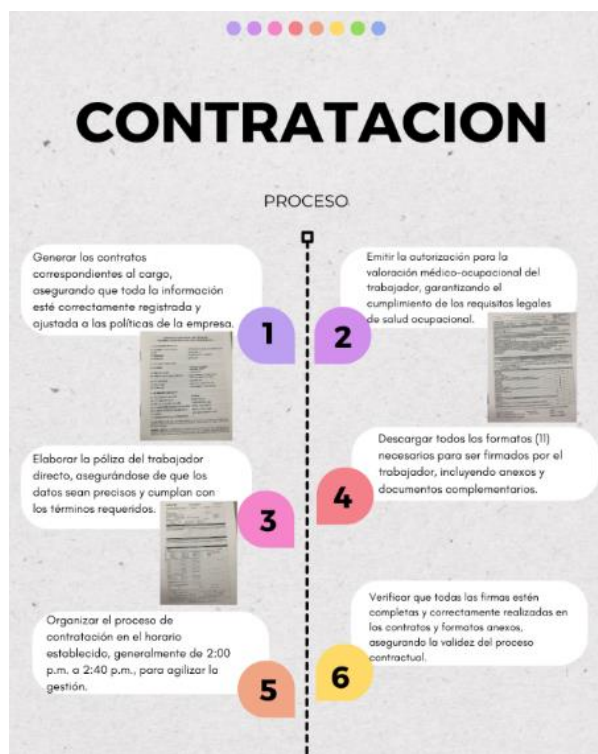 CONTRATACION
PROCESO
Generar los contratos
correspondientes al cargo,
asegurando que toda la información
esté correctamente registrada y
ajustada a las políticas de la empresa.
1
Emitir la autorización para la
valoración médico-ocupacional del
trabajador, garantizando el
cumplimiento de los requisitos legales
de salud ocupacional.
2
Elaborar la póliza del trabajador
directo, asegurándose de que los
datos sean precisos y cumplan con
los términos requeridos.
3
Descargar todos los formatos (11)
necesarios para ser firmados por el
trabajador, incluyendo anexos y
documentos complementarios.
4
Organizar el proceso de
contratación en el horario
establecido, generalmente de 2:00
p.m. a 2:40 p.m., para agilizar la
gestión.
5
Verificar que todas las firmas estén
completas y correctamente realizadas en
los contratos y formatos anexos,
asegurando la validez del proceso
contractual.
6